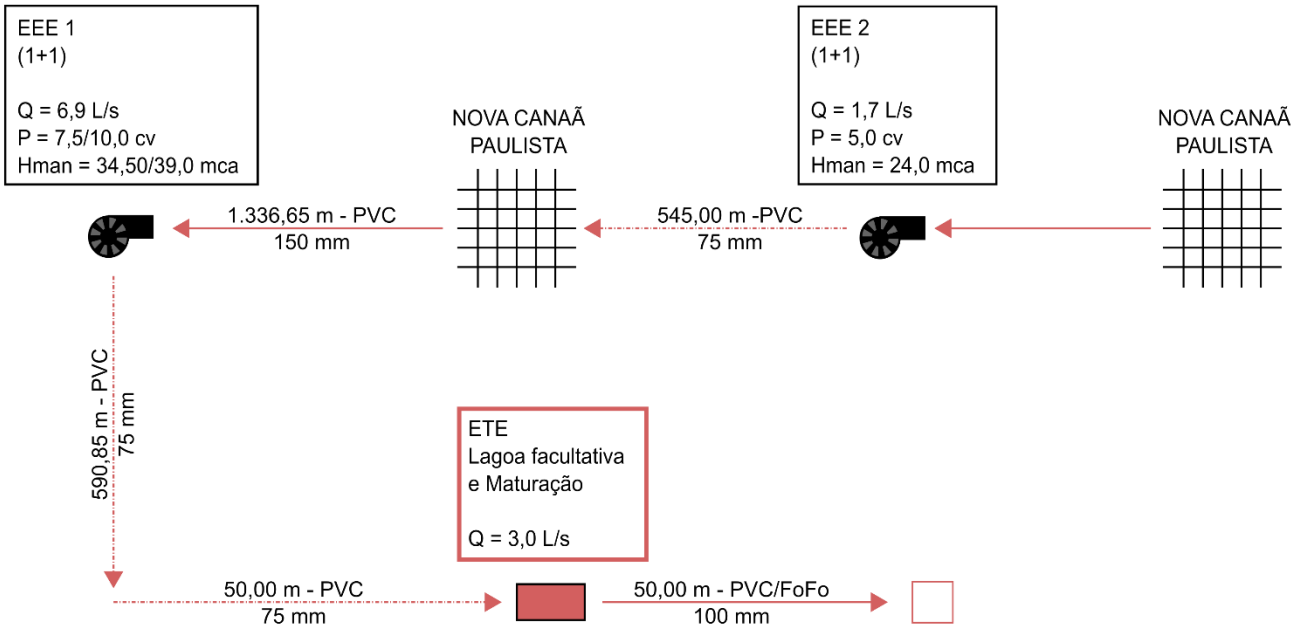 EEE 1
(1+1)
Q = 6,9 L/s
P = 7,5/10,0 cv
Hman = 34,50/39,0 mca
EEE 2
(1+1)
Q = 1,7 L/s
P = 5,0 cv
Hman = 24,0 mca
NOVA CANAÃ
PAULISTA
NOVA CANAÃ
PAULISTA
1.336,65 m - PVC
150 mm
545,00 m -PVC
75 mm
590,85 m - PVC
75 mm
ETE
Lagoa facultativa
e Maturação
Q = 3,0 L/s
50,00 m - PVC
75 mm
50,00 m - PVC/FoFo
100 mm